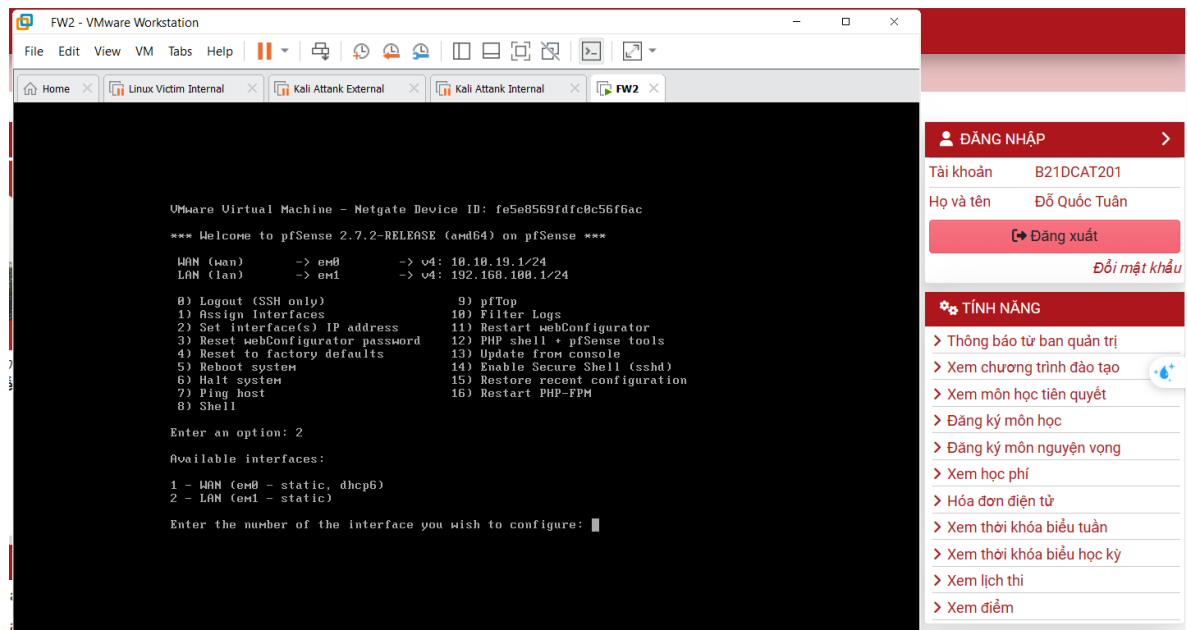 FW2 - VMware Workstation
File Edit View VM Tabs Help
Home
Linux Victim Internal
Kali Attank External
Kali Attank Internal
FW2
VMware Virtual Machine - Netgate Device ID: fe5e8569fdfc0c56f6ac
*** Welcome to pfSense 2.7.2-RELEASE (amd64) on pfSense ***
WAN (wan) -> em0 -> v4: 10.10.19.1/24
LAN (lan) -> em1 -> v4: 192.168.100.1/24
0) Logout (SSH only) 9) pfTop
1) Assign Interfaces 10) Filter Logs
2) Set interface(s) IP address 11) Restart webConfigurator
3) Reset webConfigurator password 12) PHP shell + pfSense tools
4) Reset to factory defaults 13) Update from console
5) Reboot system 14) Enable Secure Shell (sshd)
6) Halt system 15) Restore recent configuration
7) Ping host 16) Restart PHP-FPM
8) Shell
Enter an option: 2
Available interfaces:
1 - WAN (em0 - static, dhcp6)
2 - LAN (em1 - static)
Enter the number of the interface you wish to configure:
ĐĂNG NHẬP
Tài khoản B21DCAT201
Họ và tên Đỗ Quốc Tuân
Đăng xuất
Đổi mật khẩu
TÍNH NĂNG
Thông báo từ ban quản trị
Xem chương trình đào tạo
Xem môn học tiên quyết
Đăng ký môn học
Đăng ký môn nguyện vọng
Xem học phí
Hóa đơn điện tử
Xem thời khóa biểu tuần
Xem thời khóa biểu học kỳ
Xem lịch thi
Xem điểm